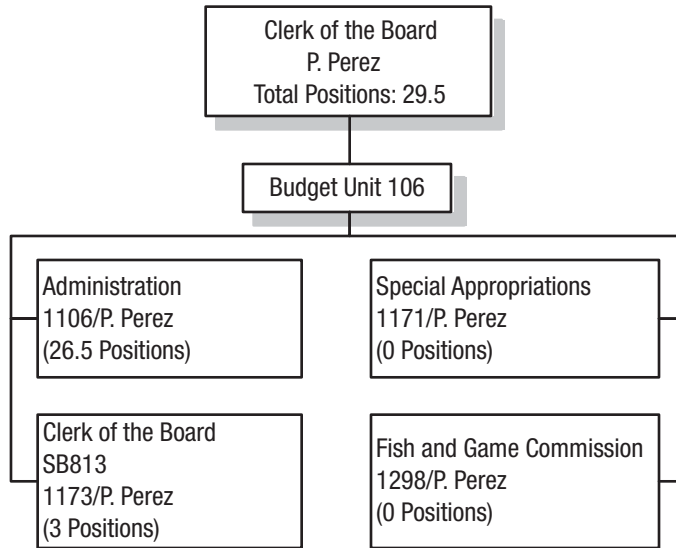 Clerk of the Board
P. Perez
Total Positions: 29.5
Budget Unit 106
Administration
1106/P. Perez
(26.5 Positions)
Special Appropriations
1171/P. Perez
(0 Positions)
Clerk of the Board
SB813
1173/P. Perez
(3 Positions)
Fish and Game Commission
1298/P. Perez
(0 Positions)